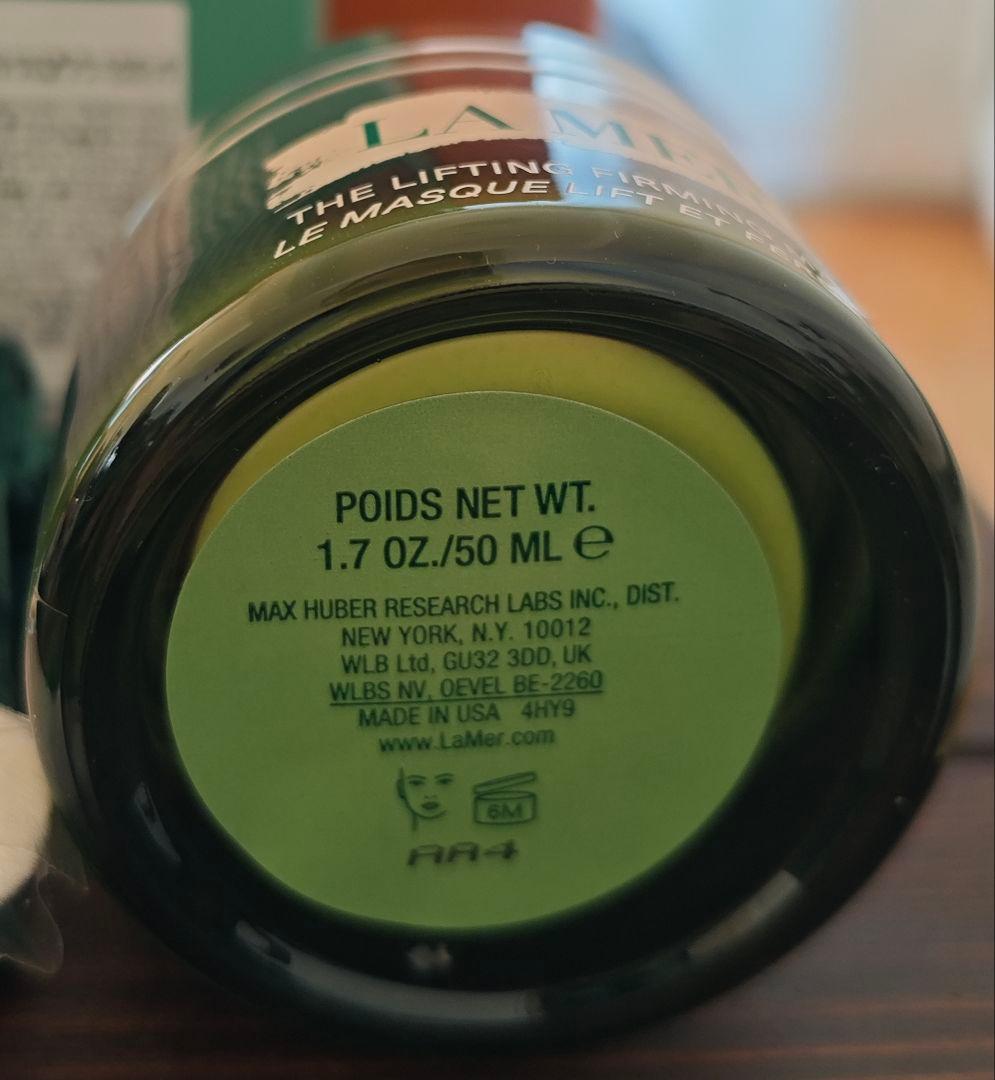 LA MER
THE LIFTING FIRMING
LE MASQUE LIFT ET
POIDS NET WT.
1.7 OZ./50 ML ℮
MAX HUBER RESEARCH LABS INC., DIST.
NEW YORK, N.Y. 10012
WLB Ltd, GU32 3DD, UK
WLBS NV, OEVEL BE-2260
MADE IN USA 4HY9
www.LaMer.com
6M
AA4